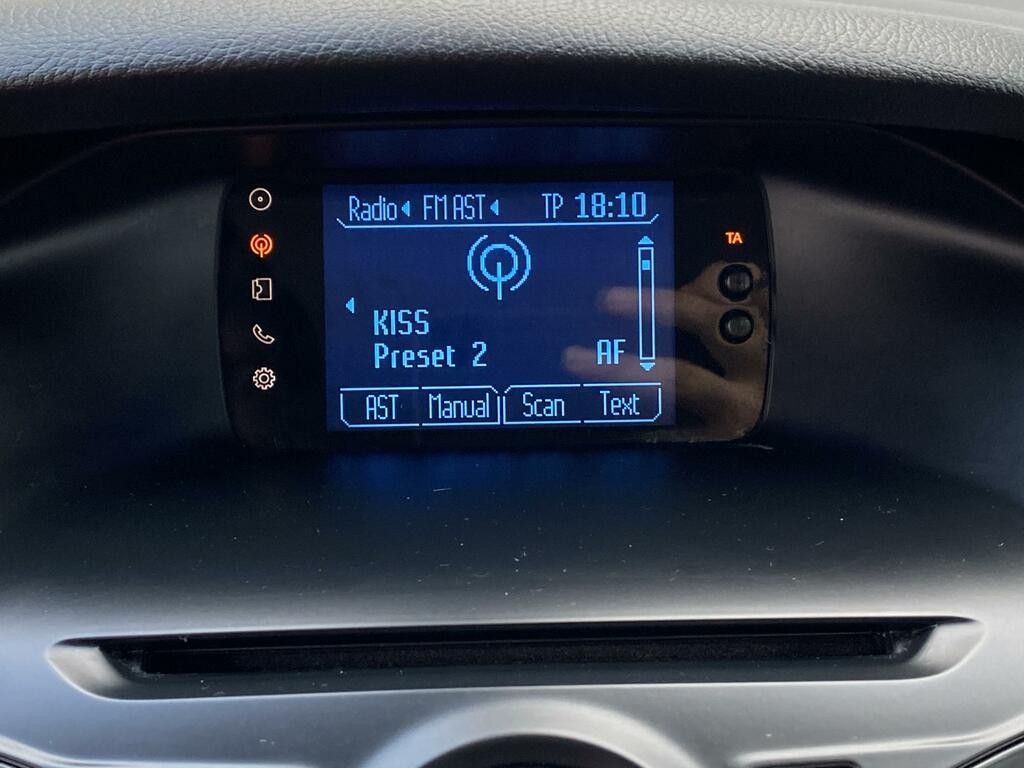 Radio FM AST TP 18:10
TA
KISS
Preset 2 AF
AST Manual Scan Text